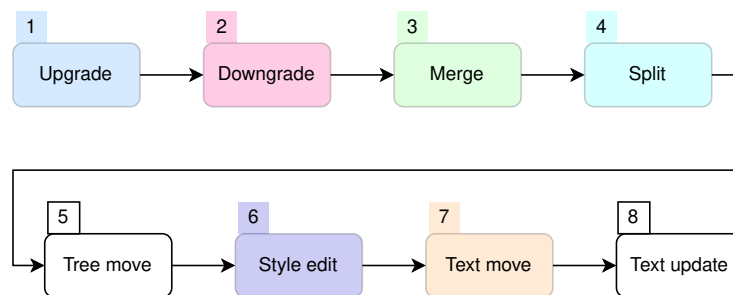 1
Upgrade
2
Downgrade
3
Merge
4
Split
5
Tree move
6
Style edit
7
Text move
8
Text update